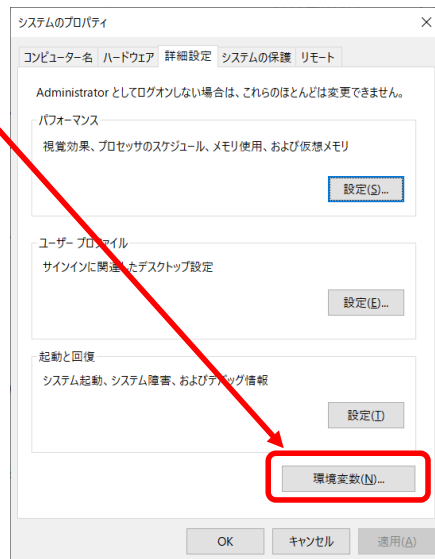 システムのプロパティ
コンピューター名 ハードウェア 詳細設定 システムの保護 リモート
Administrator としてログオンしない場合は、これらのほとんどは変更できません。
パフォーマンス
視覚効果、プロセッサのスケジュール、メモリ使用、および仮想メモリ
設定(S)...
ユーザー プロファイル
サインインに関連したデスクトップ設定
設定(E)...
起動と回復
システム起動、システム障害、およびデバッグ情報
設定(T)
環境変数(N)...
OK キャンセル 適用(A)